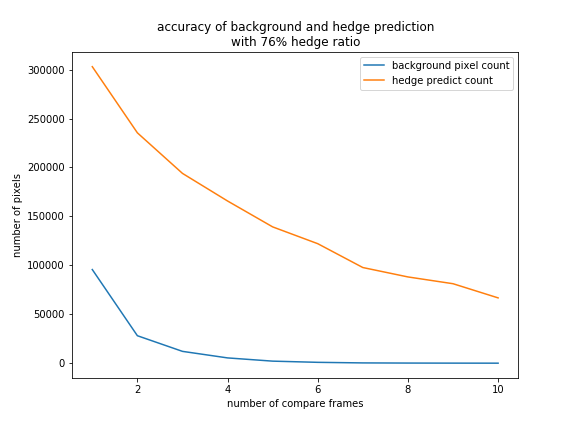 accuracy of background and hedge prediction
with 76% hedge ratio
background pixel count
hedge predict count
number of pixels
300000
250000
200000
150000
100000
50000
0
2 4 6 8 10
number of compare frames